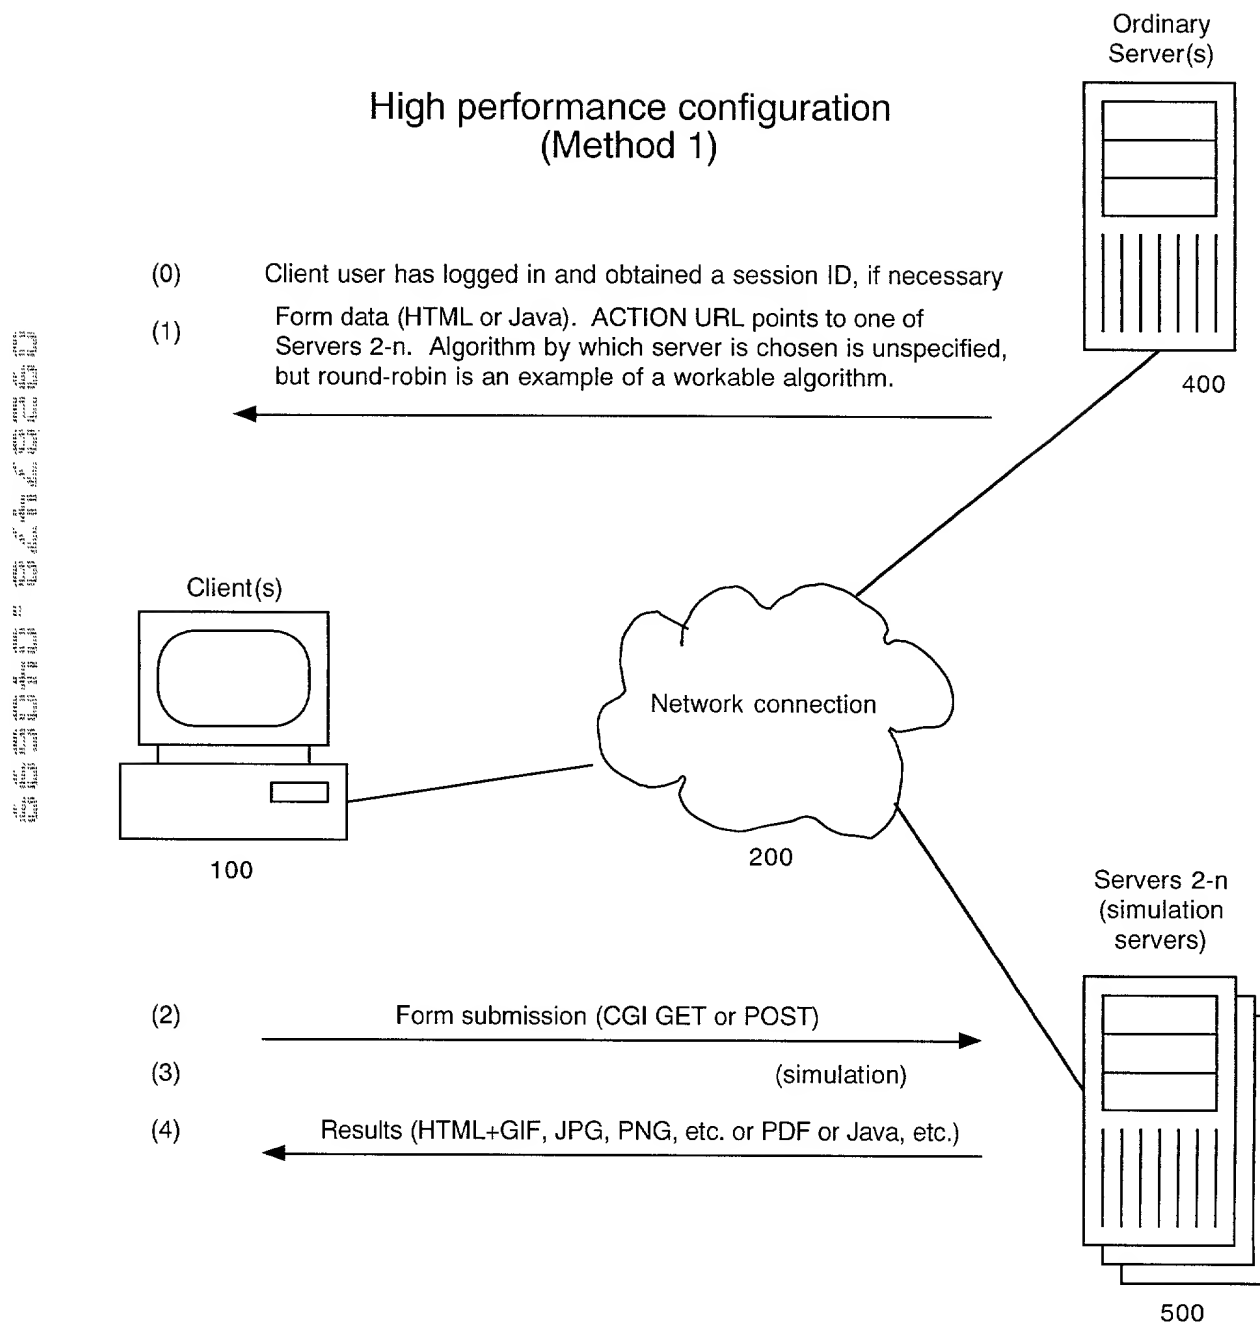 Ordinary
Server(s)
High performance configuration
(Method 1)
(0) Client user has logged in and obtained a session ID, if necessary
(1) Form data (HTML or Java). ACTION URL points to one of
Servers 2-n. Algorithm by which server is chosen is unspecified,
but round-robin is an example of a workable algorithm.
400
Client(s)
Network connection
100
200
Servers 2-n
(simulation
servers)
(2) Form submission (CGI GET or POST)
(3) (simulation)
(4) Results (HTML+GIF, JPG, PNG, etc. or PDF or Java, etc.)
500